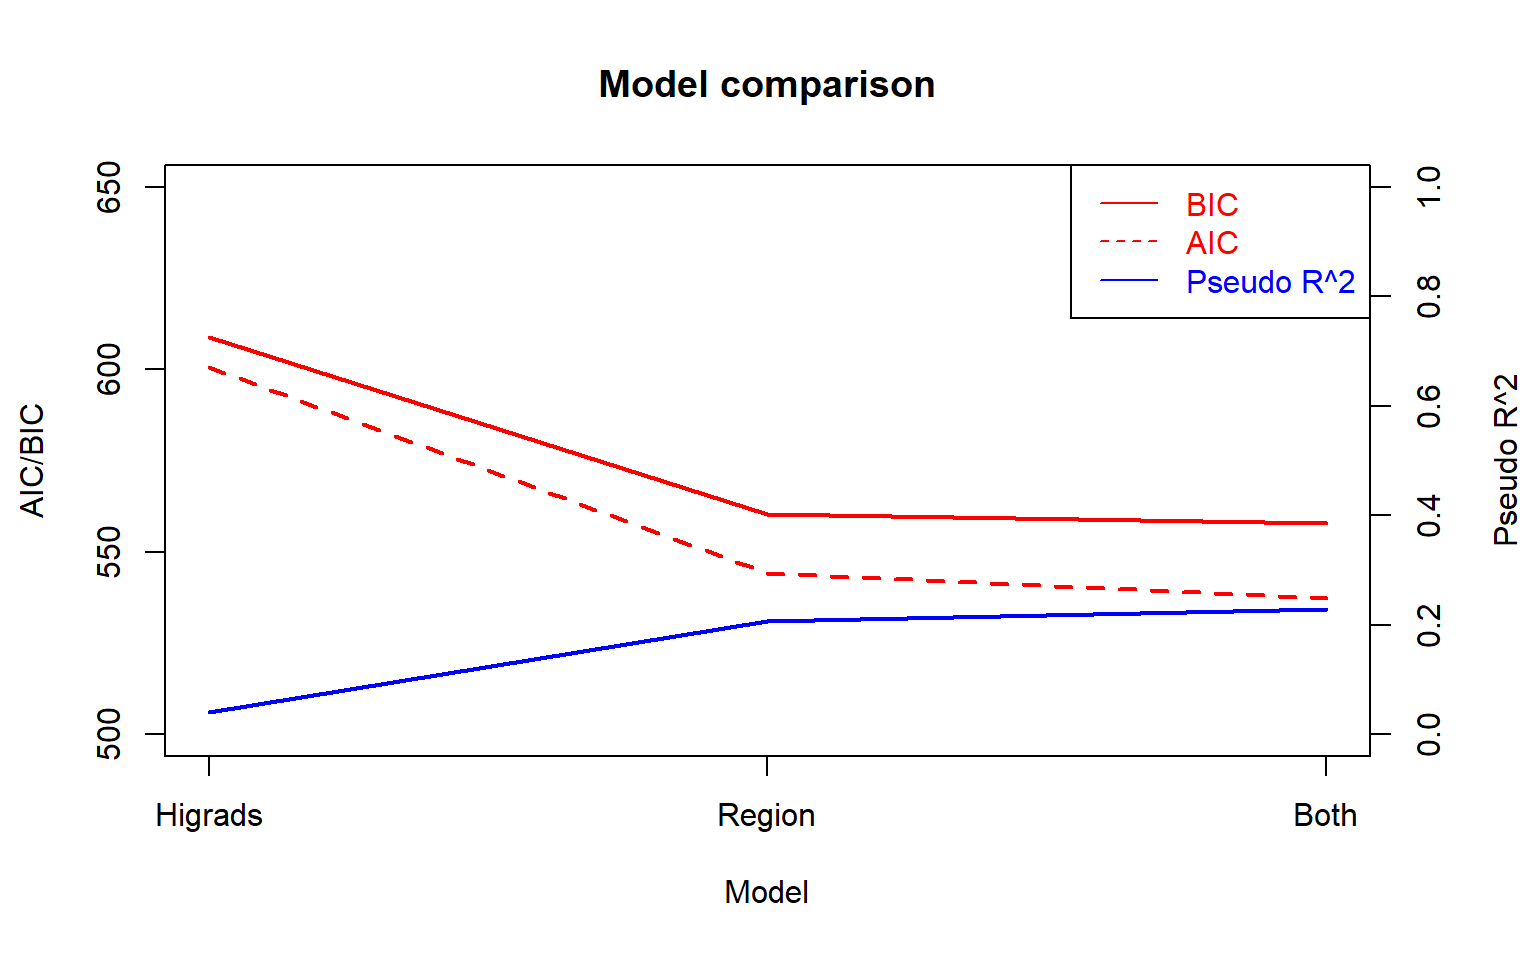 Model comparison
BIC
AIC
Pseudo R^2
AIC/BIC
650
600
550
500
1.0
0.8
0.6
0.4
0.2
0.0
Pseudo R^2
Higrads Region Both
Model